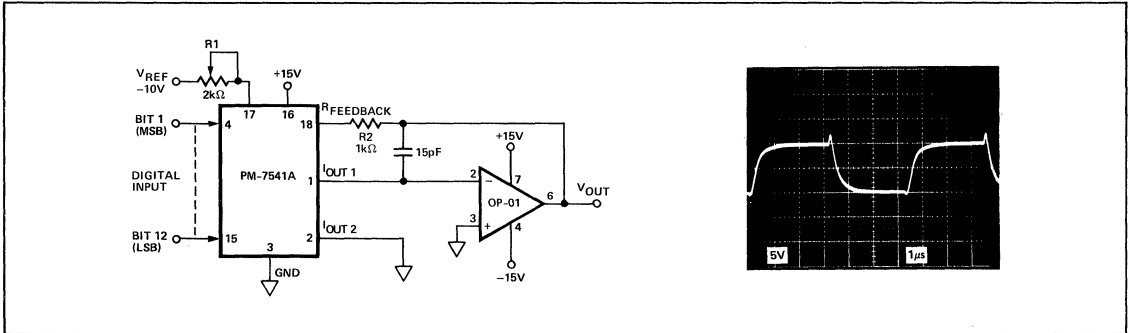 R1
VREF
−10V
2kΩ
+15V
17
16
RFEEDBACK
BIT 1
(MSB)
4
18
R2
1kΩ
15pF
+15V
DIGITAL
INPUT
PM-7541A
1
IOUT 1
2
−
7
OP-01
6
VOUT
3
+
4
BIT 12
(LSB)
15
2
IOUT 2
3
GND
−15V
5V
1μs